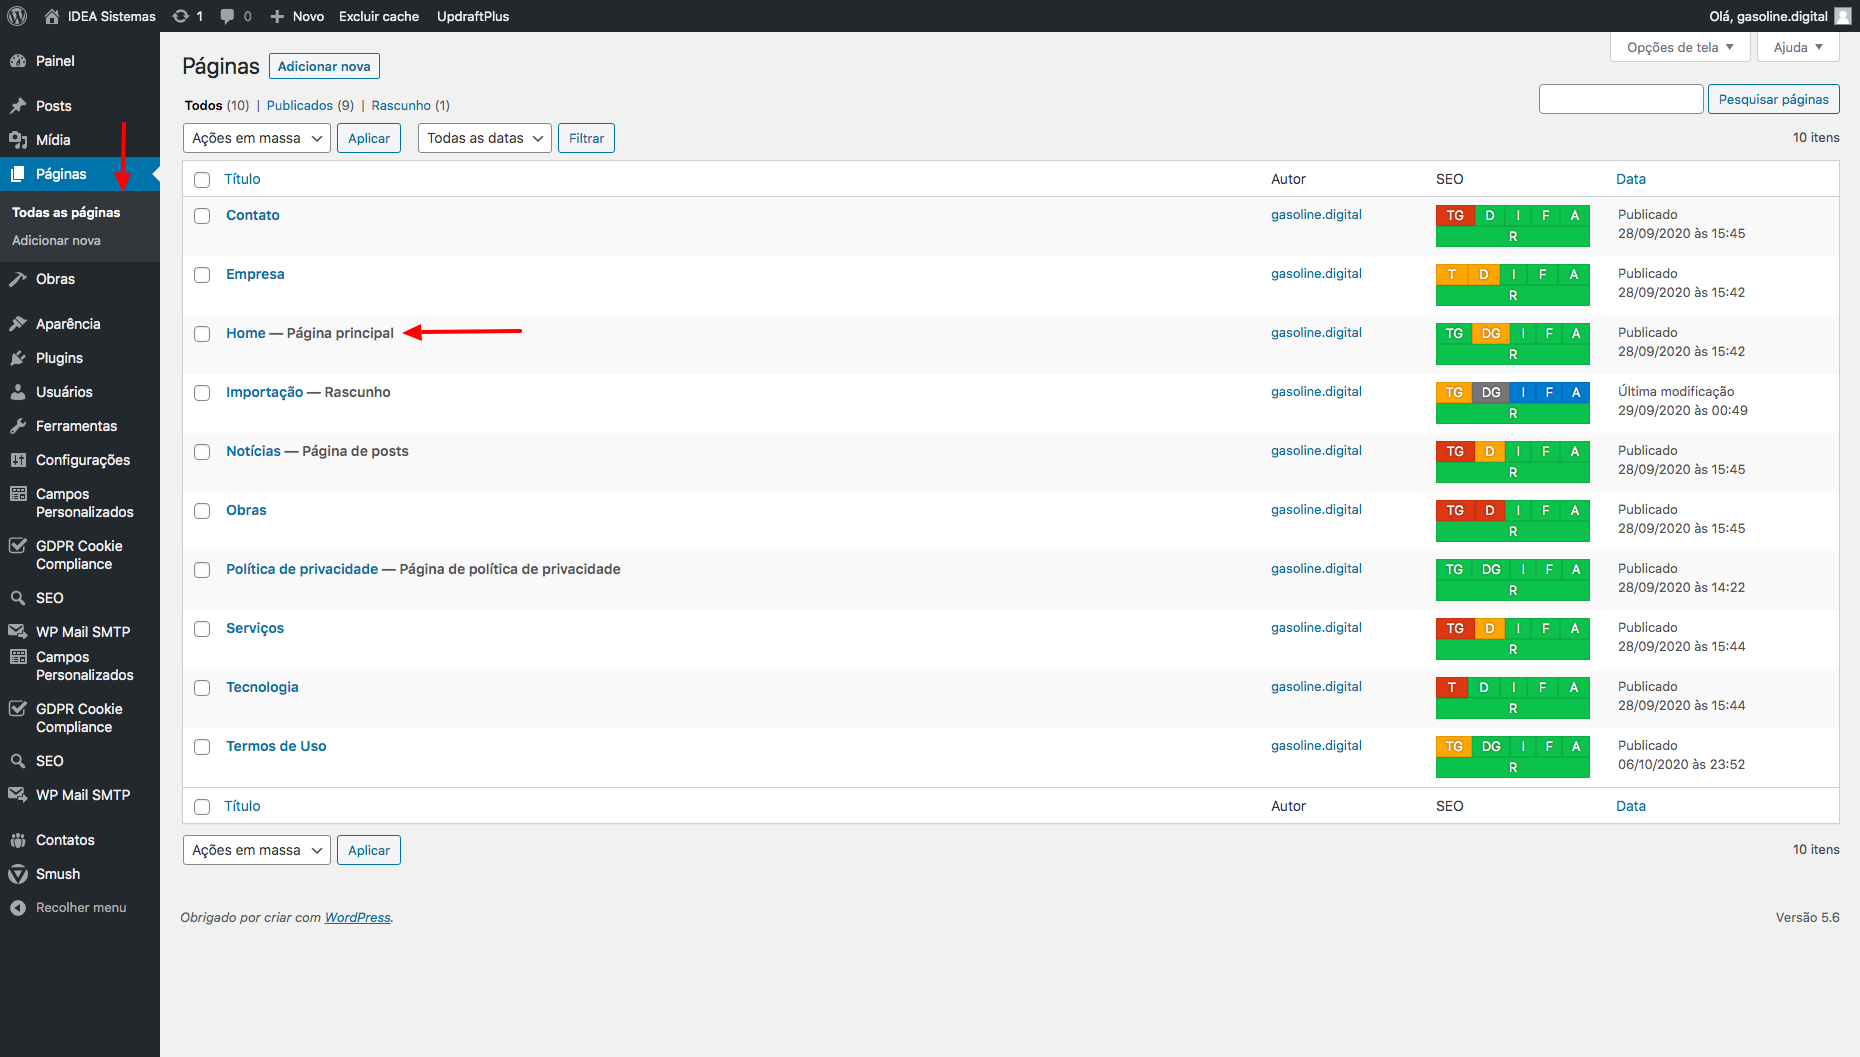 IDEA Sistemas 1 0 Novo Excluir cache UpdraftPlus Olá, gasoline.digital
Painel
Posts
Mídia
Páginas
Todas as páginas
Adicionar nova
Obras
Aparência
Plugins
Usuários
Ferramentas
Configurações
Campos
Personalizados
GDPR Cookie
Compliance
SEO
WP Mail SMTP
Campos
Personalizados
GDPR Cookie
Compliance
SEO
WP Mail SMTP
Contatos
Smush
Recolher menu
Opções de tela Ajuda
Páginas Adicionar nova
Todos (10) | Publicados (9) | Rascunho (1)
Pesquisar páginas
Ações em massa Aplicar Todas as datas Filtrar 10 itens
Título Autor SEO Data
Contato gasoline.digital TG D I F A Publicado
R 28/09/2020 às 15:45
Empresa gasoline.digital T D I F A Publicado
R 28/09/2020 às 15:42
Home — Página principal gasoline.digital TG DG I F A Publicado
R 28/09/2020 às 15:42
Importação — Rascunho gasoline.digital TG DG I F A Última modificação
R 29/09/2020 às 00:49
Notícias — Página de posts gasoline.digital TG D I F A Publicado
R 28/09/2020 às 15:45
Obras gasoline.digital TG D I F A Publicado
R 28/09/2020 às 15:45
Política de privacidade — Página de política de privacidade gasoline.digital TG DG I F A Publicado
R 28/09/2020 às 14:22
Serviços gasoline.digital TG D I F A Publicado
R 28/09/2020 às 15:44
Tecnologia gasoline.digital T D I F A Publicado
R 28/09/2020 às 15:44
Termos de Uso gasoline.digital TG DG I F A Publicado
R 06/10/2020 às 23:52
Título Autor SEO Data
Ações em massa Aplicar 10 itens
Obrigado por criar com WordPress. Versão 5.6